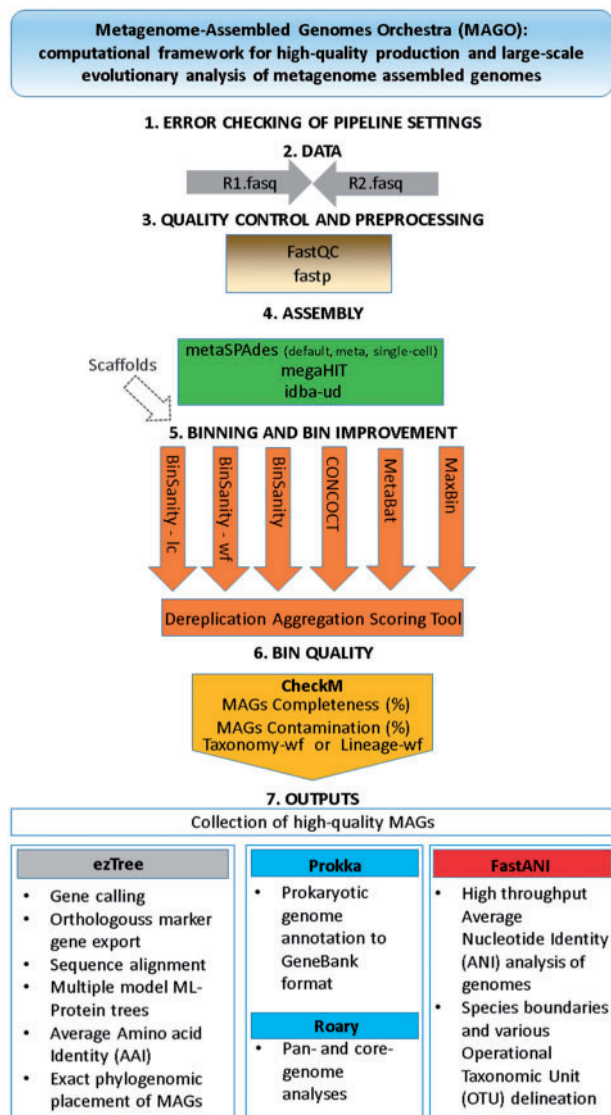 Metagenome-Assembled Genomes Orchestra (MAGO):
computational framework for high-quality production and large-scale
evolutionary analysis of metagenome assembled genomes
1. ERROR CHECKING OF PIPELINE SETTINGS
2. DATA
R1.fasq
R2.fasq
3. QUALITY CONTROL AND PREPROCESSING
FastQC
fastp
4. ASSEMBLY
metaSPAdes (default, meta, single-cell)
megaHIT
idba-ud
Scaffolds
5. BINNING AND BIN IMPROVEMENT
BinSanity - lc
BinSanity - wf
BinSanity
CONCOCT
MetaBat
MaxBin
Dereplication Aggregation Scoring Tool
6. BIN QUALITY
CheckM
MAGs Completeness (%)
MAGs Contamination (%)
Taxonomy-wf or Lineage-wf
7. OUTPUTS
Collection of high-quality MAGs
ezTree
• Gene calling
• Orthologouss marker
gene export
• Sequence alignment
• Multiple model ML-
Protein trees
• Average Amino acid
Identity (AAI)
• Exact phylogenomic
placement of MAGs
Prokka
• Prokaryotic
genome
annotation to
GeneBank
format
Roary
• Pan- and core-
genome
analyses
FastANI
• High throughput
Average
Nucleotide Identity
(ANI) analysis of
genomes
• Species boundaries
and various
Operational
Taxonomic Unit
(OTU) delineation